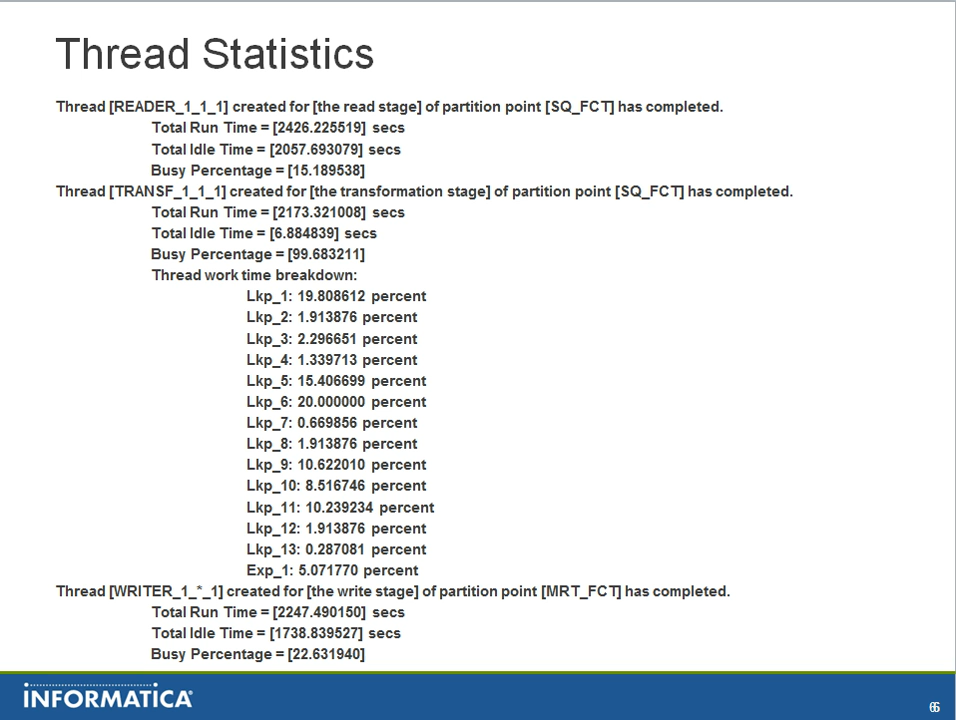 Thread Statistics
Thread [READER_1_1_1] created for [the read stage] of partition point [SQ_FCT] has completed.
Total Run Time = [2426.225519] secs
Total Idle Time = [2057.693079] secs
Busy Percentage = [15.189538]
Thread [TRANSF_1_1_1] created for [the transformation stage] of partition point [SQ_FCT] has completed.
Total Run Time = [2173.321008] secs
Total Idle Time = [6.884839] secs
Busy Percentage = [99.683211]
Thread work time breakdown:
Lkp_1: 19.808612 percent
Lkp_2: 1.913876 percent
Lkp_3: 2.296651 percent
Lkp_4: 1.339713 percent
Lkp_5: 15.406699 percent
Lkp_6: 20.000000 percent
Lkp_7: 0.669856 percent
Lkp_8: 1.913876 percent
Lkp_9: 10.622010 percent
Lkp_10: 8.516746 percent
Lkp_11: 10.239234 percent
Lkp_12: 1.913876 percent
Lkp_13: 0.287081 percent
Exp_1: 5.071770 percent
Thread [WRITER_1_*_1] created for [the write stage] of partition point [MRT_FCT] has completed.
Total Run Time = [2247.490150] secs
Total Idle Time = [1738.839527] secs
Busy Percentage = [22.631940]
INFORMATICA
66